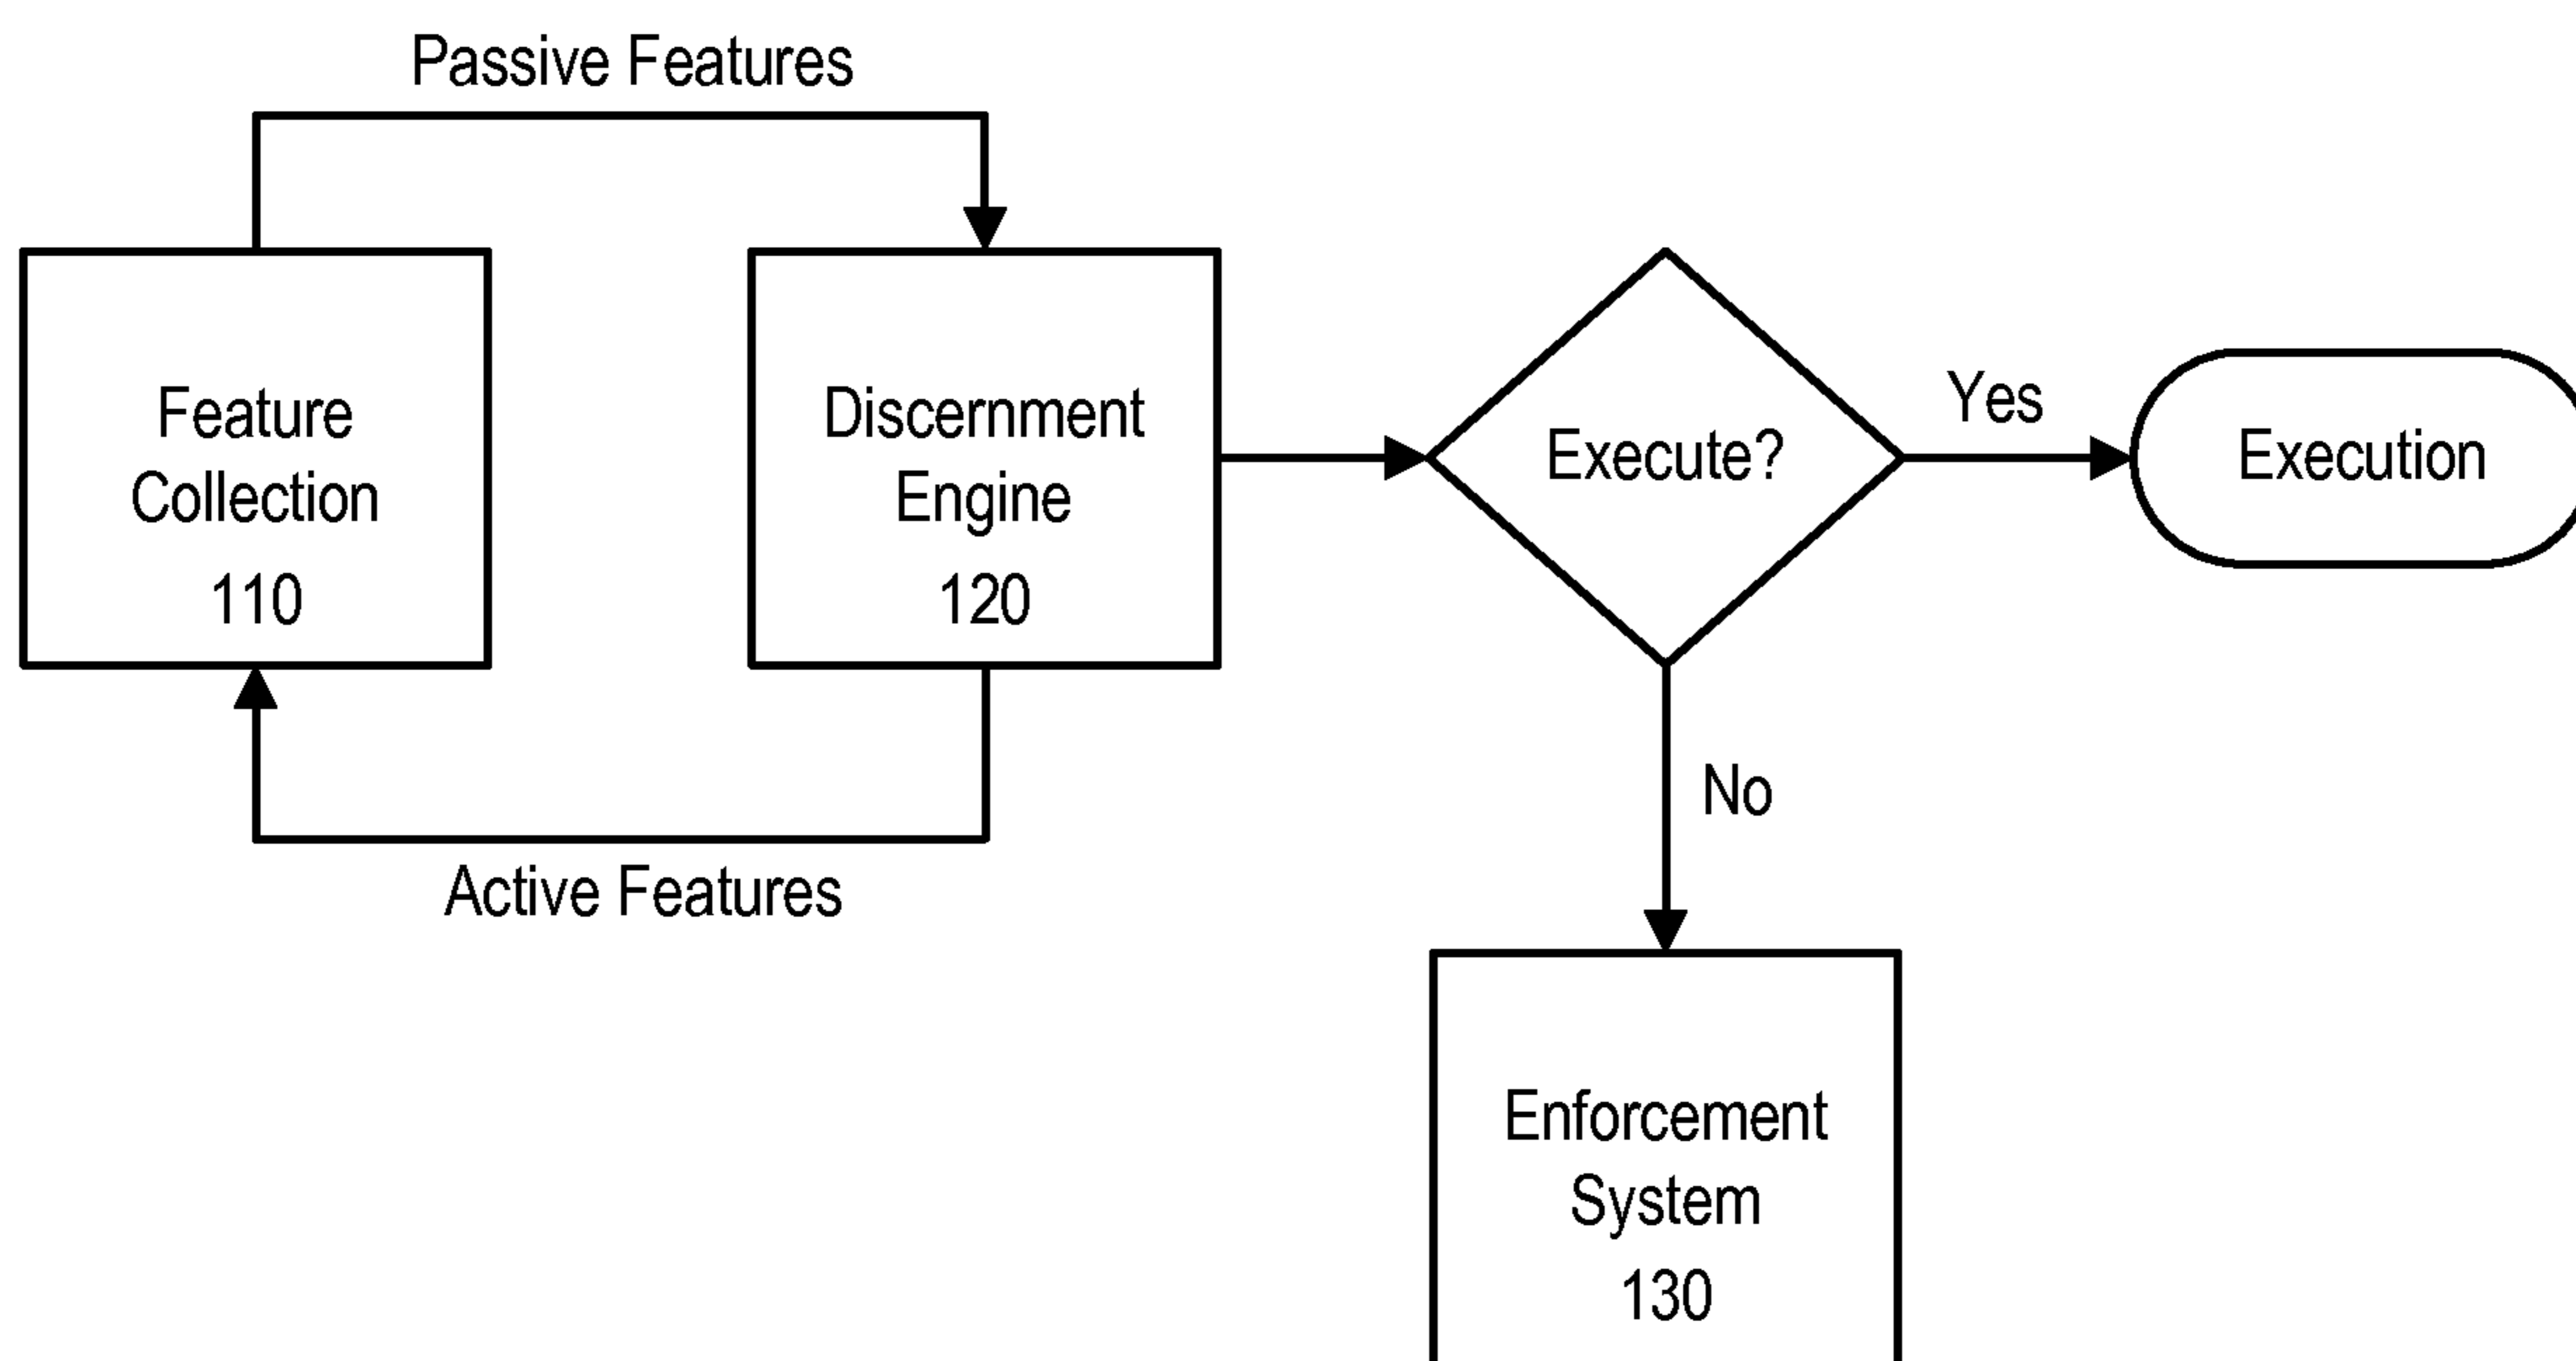 Passive Features
Feature
Collection
110
Discernment
Engine
120
Execute?
Yes
Execution
No
Active Features
Enforcement
System
130